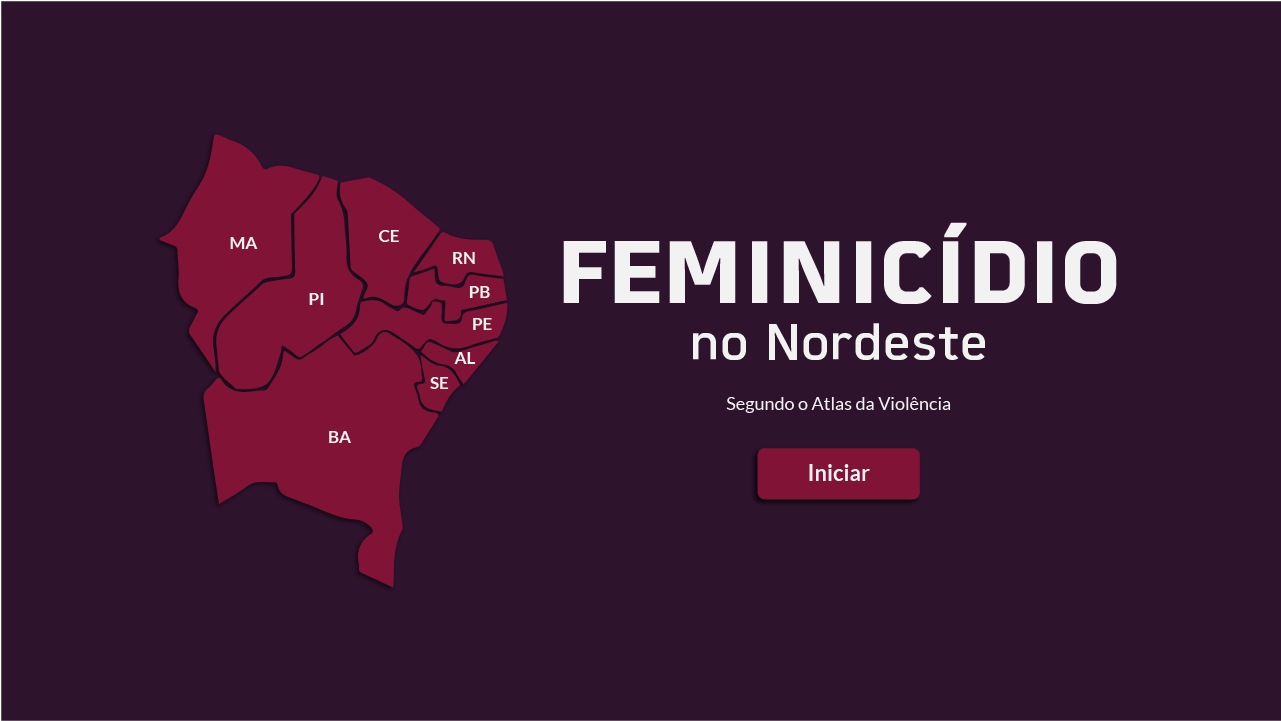 MA
PI
CE
RN
PB
PE
AL
SE
BA
FEMINICÍDIO
no Nordeste
Segundo o Atlas da Violência
Iniciar